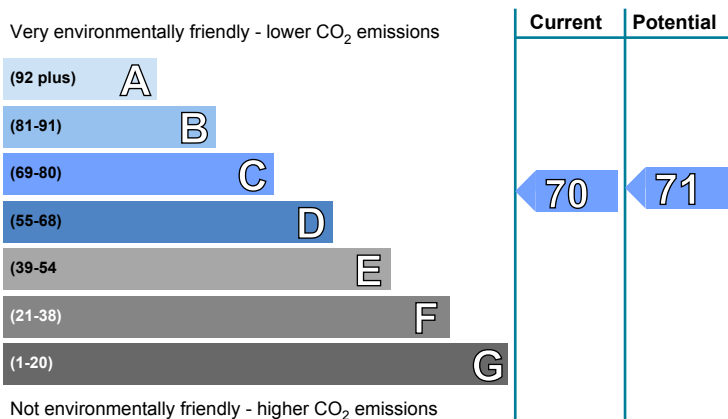 Current Potential
Very environmentally friendly - lower CO2 emissions
(92 plus) A
(81-91) B
(69-80) C
70 71
(55-68) D
(39-54 E
(21-38) F
(1-20) G
Not environmentally friendly - higher CO2 emissions